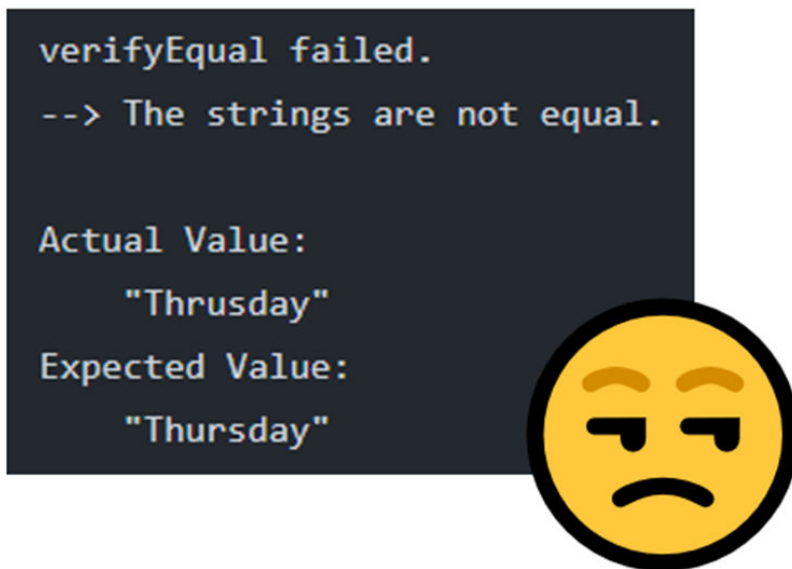 verifyEqual failed.
--> The strings are not equal.
Actual Value:
"Thrusday"
Expected Value:
"Thursday"